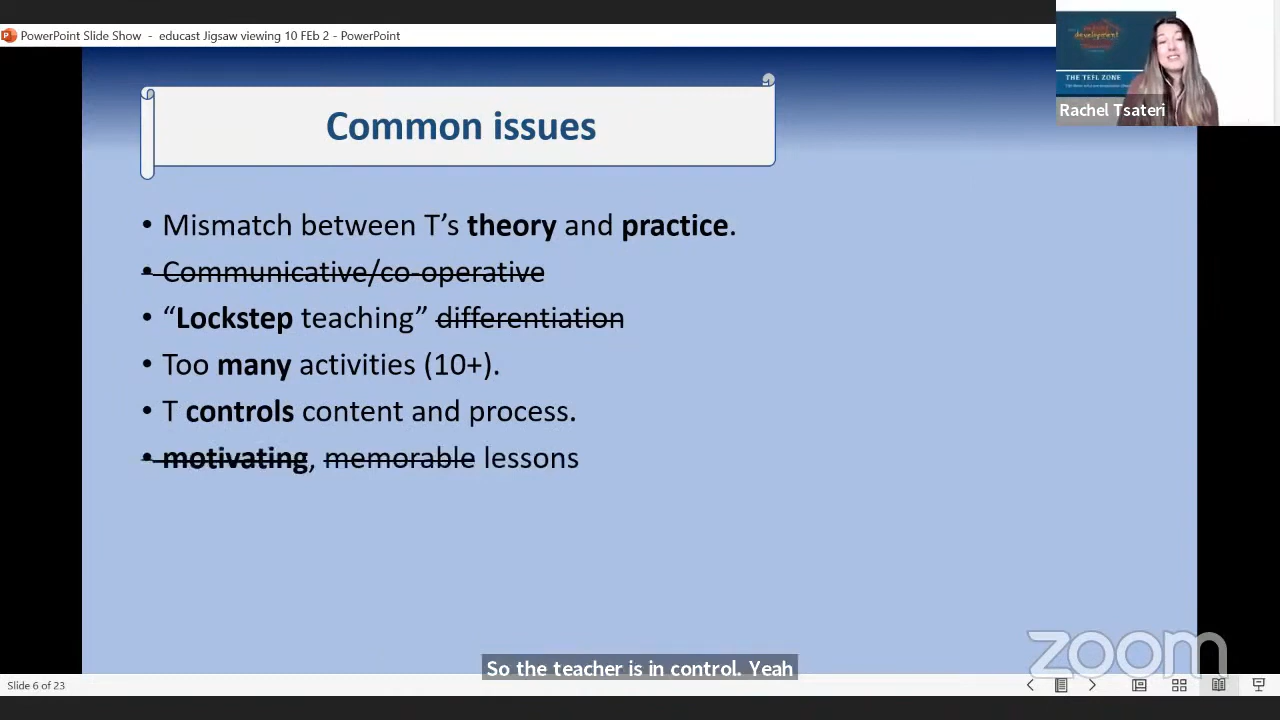 PowerPoint Slide Show - educast Jigsaw viewing 10 FEb 2 - PowerPoint
development
THE TEFL ZONE
Rachel Tsateri
Common issues
• Mismatch between T's theory and practice.
• Communicative/co-operative
• “Lockstep teaching” differentiation
• Too many activities (10+).
• T controls content and process.
• motivating, memorable lessons
So the teacher is in control. Yeah
zoom
Slide 6 of 23